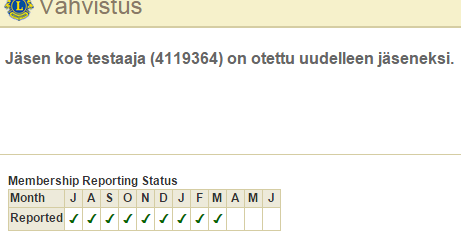 Vahvistus
Jäsen koe testaaja (4119364) on otettu uudelleen jäseneksi.
Membership Reporting Status
Month J A S O N D J F M A M J
Reported ✓ ✓ ✓ ✓ ✓ ✓ ✓ ✓ ✓